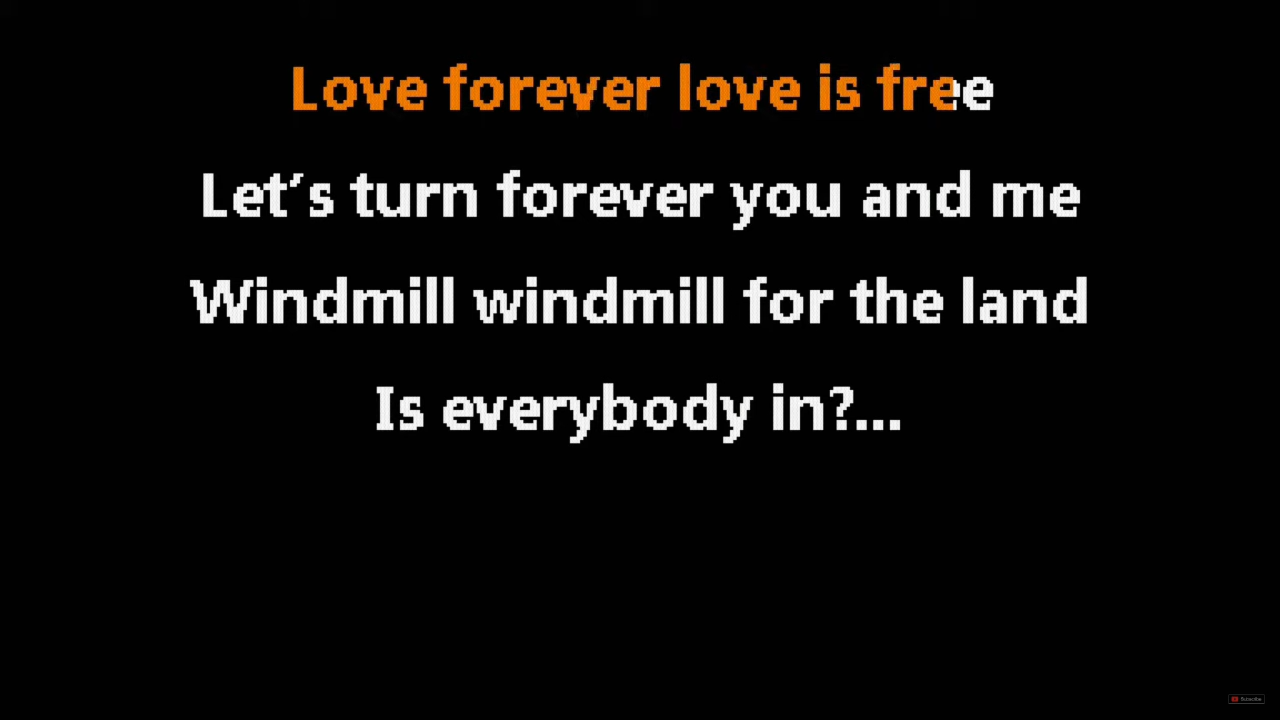 Love forever love is free
Let’s turn forever you and me
Windmill windmill for the land
Is everybody in?...
Subscribe